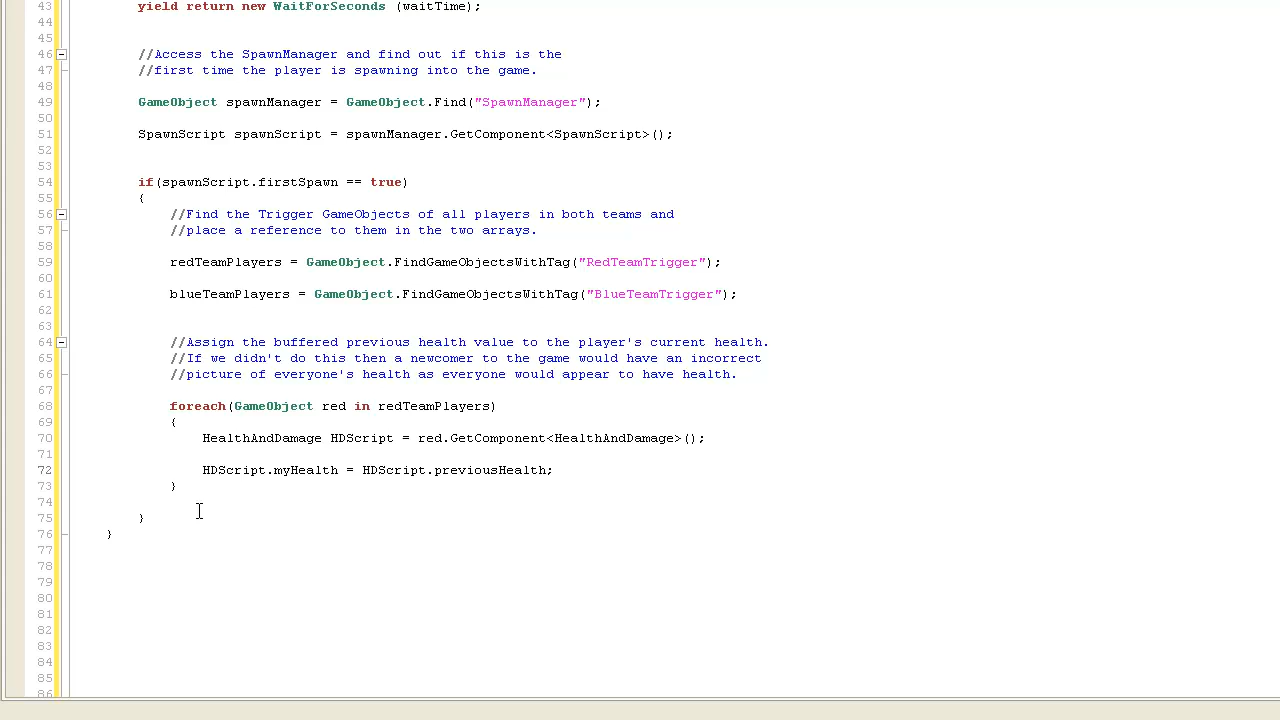 43 yield return new WaitForSeconds (waitTime);
44
45
46 //Access the SpawnManager and find out if this is the
47 //first time the player is spawning into the game.
48
49 GameObject spawnManager = GameObject.Find("SpawnManager");
50
51 SpawnScript spawnScript = spawnManager.GetComponent<SpawnScript>();
52
53
54 if(spawnScript.firstSpawn == true)
55 {
56 //Find the Trigger GameObjects of all players in both teams and
57 //place a reference to them in the two arrays.
58
59 redTeamPlayers = GameObject.FindGameObjectsWithTag("RedTeamTrigger");
60
61 blueTeamPlayers = GameObject.FindGameObjectsWithTag("BlueTeamTrigger");
62
63
64 //Assign the buffered previous health value to the player's current health.
65 //If we didn't do this then a newcomer to the game would have an incorrect
66 //picture of everyone's health as everyone would appear to have health.
67
68 foreach(GameObject red in redTeamPlayers)
69 {
70 HealthAndDamage HDScript = red.GetComponent<HealthAndDamage>();
71
72 HDScript.myHealth = HDScript.previousHealth;
73 }
74
75 }
76 }
77
78
79
80
81
82
83
84
85
86